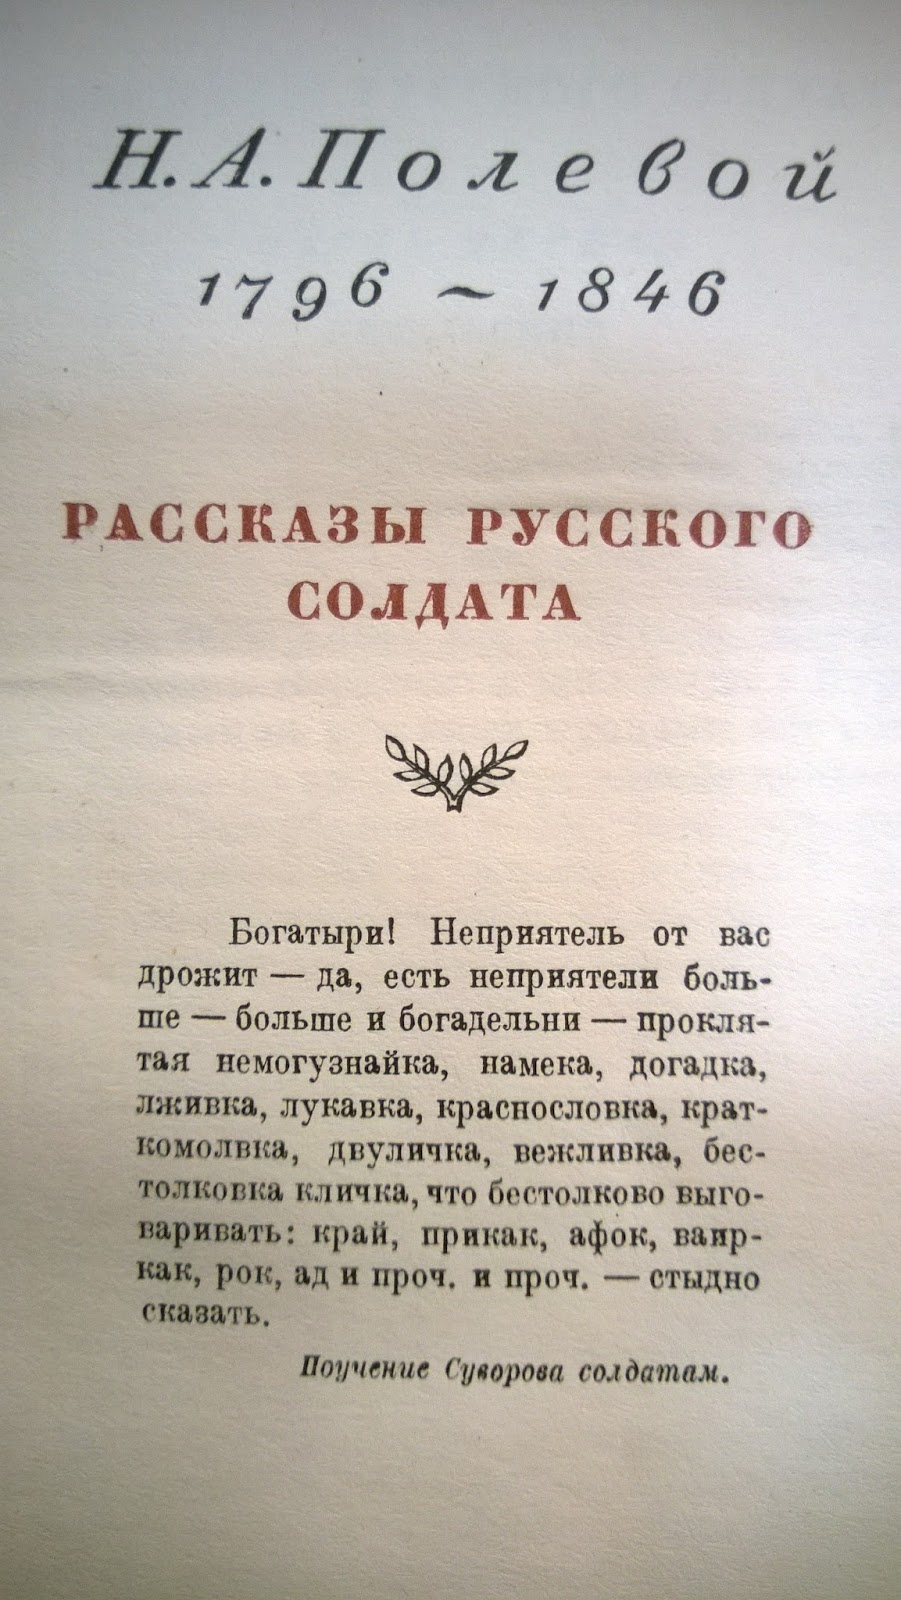 Н. А. Полевой
1796 ~ 1846
РАССКАЗЫ РУССКОГО
СОЛДАТА
Богатыри! Неприятель от вас
дрожит — да, есть неприятели боль-
ше — больше и богадельни — прокля-
тая немогузнайка, намека, догадка,
лживка, лукавка, краснословка, крат-
комолвка, двуличка, вежливка, бес-
толковка кличка, что бестолково выго-
варивать: край, прикак, афок, ваир-
как, рок, ад и проч. и проч. — стыдно
сказать.
Поучение Суворова солдатам.